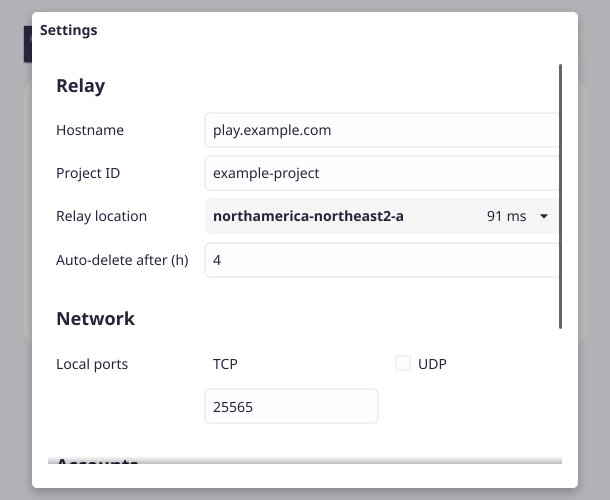 Settings
Relay
Hostname play.example.com
Project ID example-project
Relay location northamerica-northeast2-a 91 ms
Auto-delete after (h) 4
Network
Local ports TCP UDP
25565
Accounts